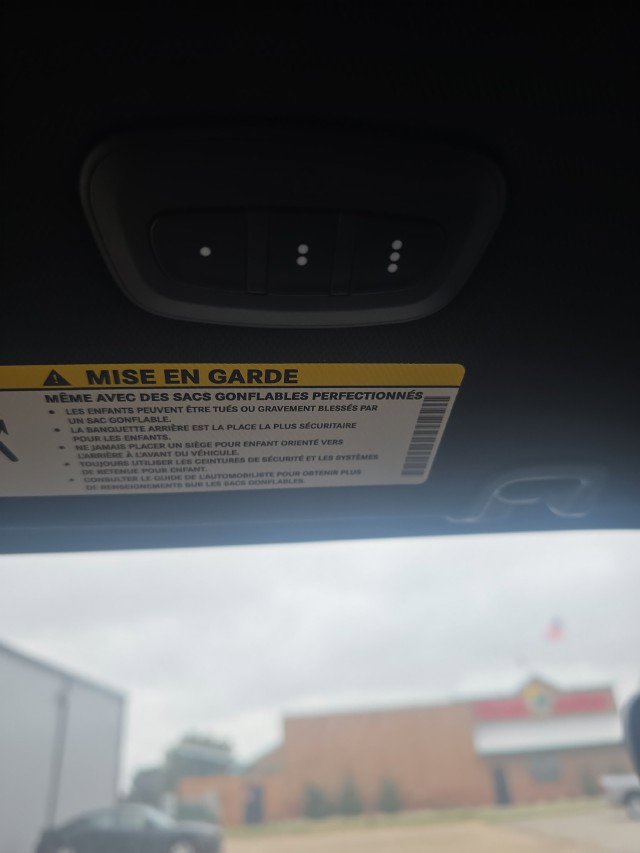 MISE EN GARDE
MÊME AVEC DES SACS GONFLABLES PERFECTIONNÉS
• LES ENFANTS PEUVENT ÊTRE TUÉS OU GRAVEMENT BLESSÉS PAR
UN SAC GONFLABLE.
• LA BANQUETTE ARRIÈRE EST LA PLACE LA PLUS SÉCURITAIRE
POUR LES ENFANTS.
• NE JAMAIS PLACER UN SIÈGE POUR ENFANT ORIENTÉ VERS
L'ARRIÈRE À L'AVANT DU VÉHICULE.
• TOUJOURS UTILISER LES CEINTURES DE SÉCURITÉ ET LES SYSTÈMES
DE RETENUE POUR ENFANT.
• CONSULTER LE GUIDE DE L'AUTOMOBILISTE POUR OBTENIR PLUS
DE RENSEIGNEMENTS SUR LES SACS GONFLABLES.